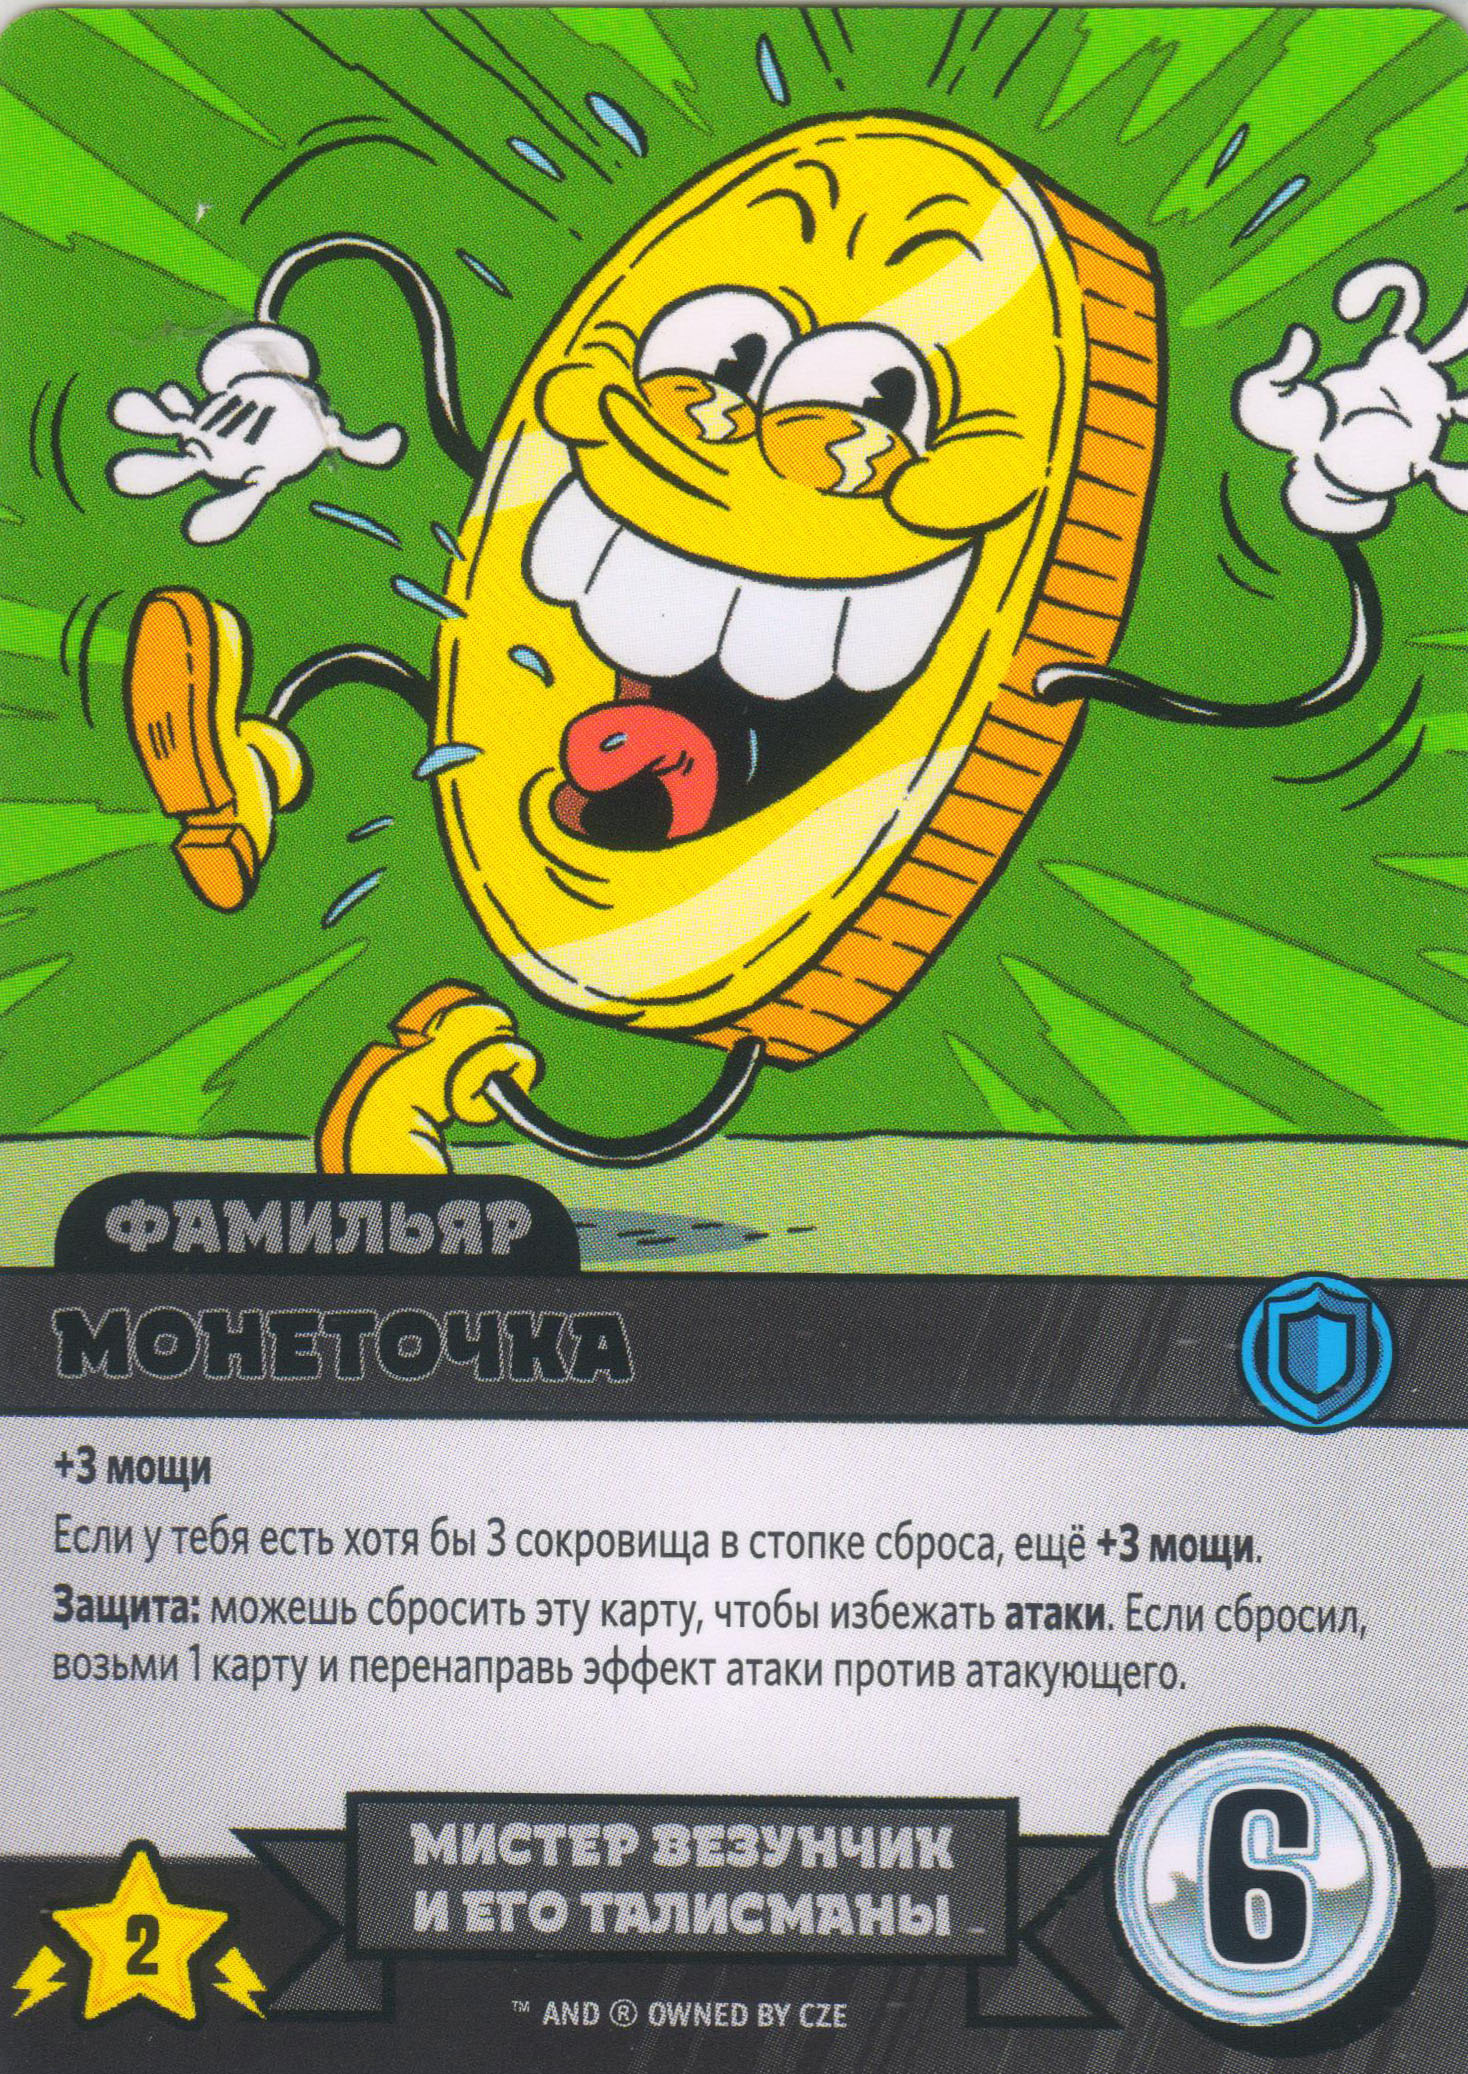 ФАМИЛЬЯР
МОНЕТОЧКА
+3 мощи
Если у тебя есть хотя бы 3 сокровища в стопке сброса, ещё +3 мощи.
Защита: можешь сбросить эту карту, чтобы избежать атаки. Если сбросил,
возьми 1 карту и перенаправь эффект атаки против атакующего.
МИСТЕР ВЕЗУНЧИК
И ЕГО ТАЛИСМАНЫ
2
6
™ AND ® OWNED BY CZE